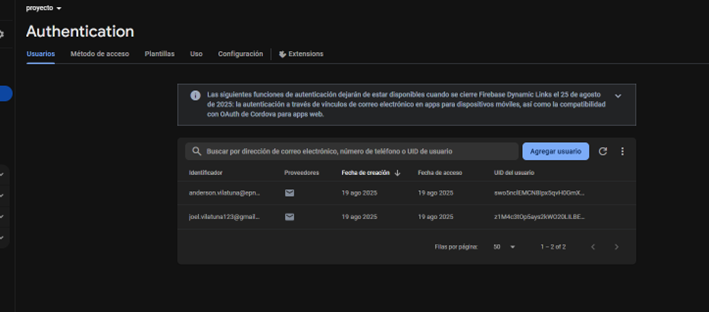 proyecto
Authentication
Usuarios Método de acceso Plantillas Uso Configuración Extensions
Las siguientes funciones de autenticación dejarán de estar disponibles cuando se cierre Firebase Dynamic Links el 25 de agosto
de 2025: la autenticación a través de vínculos de correo electrónico en apps para dispositivos móviles, así como la compatibilidad
con OAuth de Cordova para apps web.
Buscar por dirección de correo electrónico, número de teléfono o UID de usuario Agregar usuario
Identificador Proveedores Fecha de creación Fecha de acceso UID del usuario
anderson.vilatuna@epn... 19 ago 2025 19 ago 2025
joel.vilatuna123@gmail... 19 ago 2025 19 ago 2025
Filas por página: 50 1 – 2 of 2